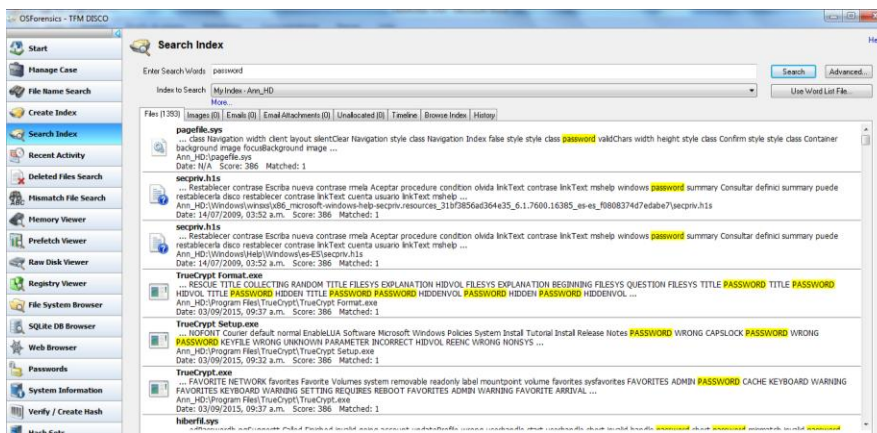 OSForensics - TFM DISCO
Start
Manage Case
File Name Search
Create Index
Search Index
Recent Activity
Deleted Files Search
Mismatch File Search
Memory Viewer
Prefetch Viewer
Raw Disk Viewer
Registry Viewer
File System Browser
SQLite DB Browser
Web Browser
Passwords
System Information
Verify / Create Hash
Hash Sets
Search Index
He
Enter Search Words password
Search Advanced...
Index to Search My Index - Ann_HD
Use Word List File...
More...
Files (1393) Images (0) Emails (0) Email Attachments (0) Unallocated (0) Timeline Browse Index History
pagefile.sys
... class Navigation width client layout silentClear Navigation style class Navigation Index false style style class password validChars width height style class Confirm style style class Container
background image focusBackground image ...
Ann_HD:\pagefile.sys
Date: N/A Score: 386 Matched: 1
secpriv.h1s
... Restablecer contrase Escriba nueva contrase rmela Aceptar procedure condition olvida linkText contrase linkText mshelp windows password summary Consultar definici summary puede
restablecerla disco restablecer contrase linkText cuenta usuario linkText mshelp ...
Ann_HD:\Windows\winsxs\x86_microsoft-windows-help-secpriv.resources_31bf3856ad364e35_6.1.7600.16385_es-es_f0808374d7edabe7\secpriv.h1s
Date: 14/07/2009, 03:52 a.m. Score: 386 Matched: 1
secpriv.h1s
... Restablecer contrase Escriba nueva contrase rmela Aceptar procedure condition olvida linkText contrase linkText mshelp windows password summary Consultar definici summary puede
restablecerla disco restablecer contrase linkText cuenta usuario linkText mshelp ...
Ann_HD:\Windows\Help\Windows\es-ES\secpriv.h1s
Date: 14/07/2009, 03:52 a.m. Score: 386 Matched: 1
TrueCrypt Format.exe
... RESCUE TITLE COLLECTING RANDOM TITLE FILESYS EXPLANATION HIDVOL FILESYS EXPLANATION BEGINNING FILESYS QUESTION FILESYS TITLE PASSWORD TITLE PASSWORD
HIDVOL TITLE PASSWORD HIDDEN TITLE PASSWORD PASSWORD HIDDENVOL PASSWORD HIDDEN PASSWORD HIDDENVOL ...
Ann_HD:\Program Files\TrueCrypt\TrueCrypt Format.exe
Date: 03/09/2015, 09:37 a.m. Score: 386 Matched: 1
TrueCrypt Setup.exe
... NOFONT Courier default normal EnableLUA Software Microsoft Windows Policies System Install Tutorial Install Release Notes PASSWORD WRONG CAPSLOCK PASSWORD WRONG
PASSWORD KEYFILE WRONG UNKNOWN PARAMETER INCORRECT HIDVOL REENC WRONG NONSYS ...
Ann_HD:\Program Files\TrueCrypt\TrueCrypt Setup.exe
Date: 03/09/2015, 09:32 a.m. Score: 386 Matched: 1
TrueCrypt.exe
... FAVORITE NETWORK favorites Favorite Volumes system removable readonly label mountpoint volume favorites sysfavorites FAVORITES ADMIN PASSWORD CACHE KEYBOARD WARNING
FAVORITES KEYBOARD WARNING SETTING REQUIRES REBOOT FAVORITES ADMIN WARNING FAVORITE ARRIVAL ...
Ann_HD:\Program Files\TrueCrypt\TrueCrypt.exe
Date: 03/09/2015, 09:37 a.m. Score: 386 Matched: 1
hiberfil.sys